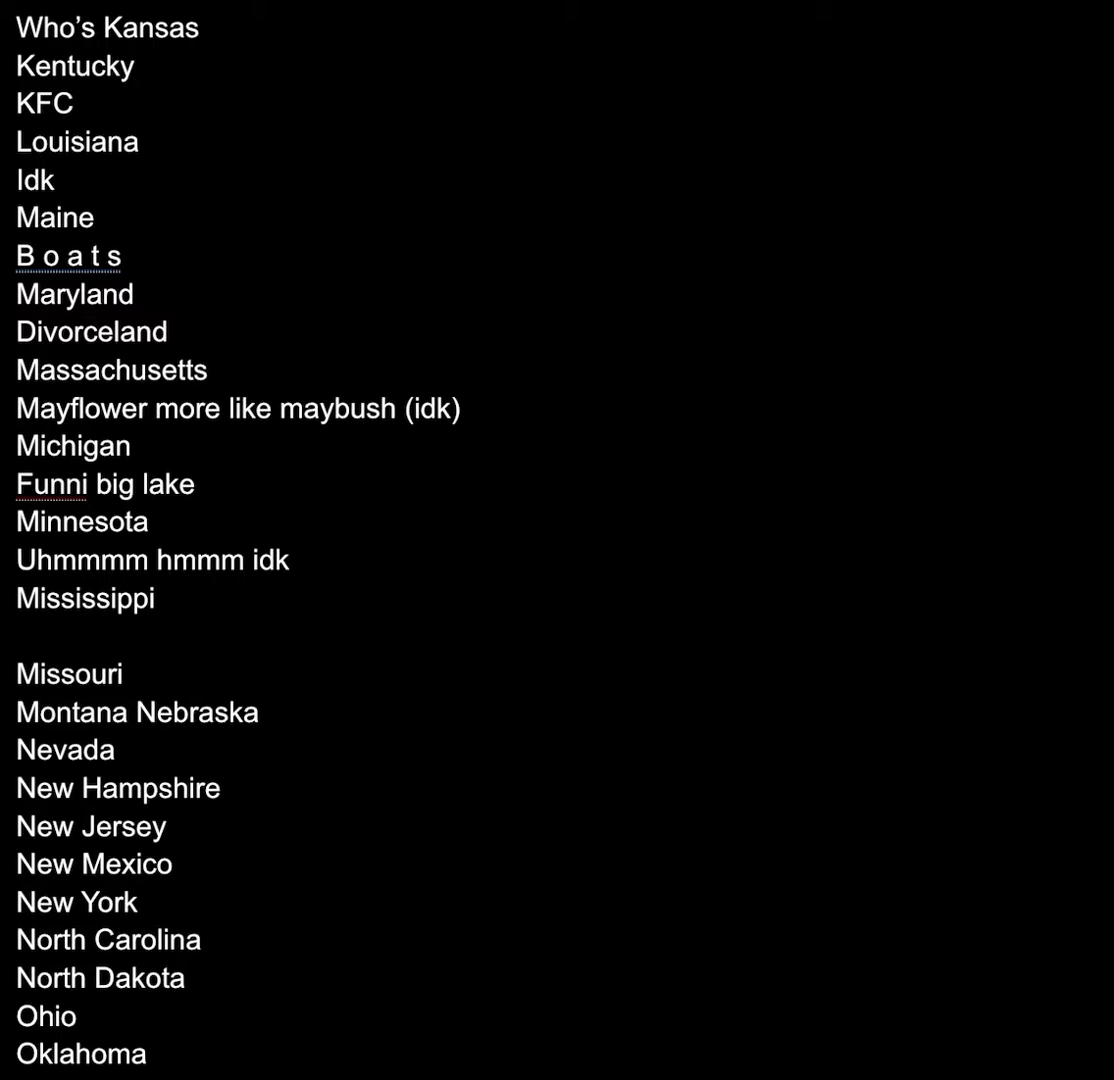 Who’s Kansas
Kentucky
KFC
Louisiana
Idk
Maine
B o a t s
Maryland
Divorceland
Massachusetts
Mayflower more like maybush (idk)
Michigan
Funni big lake
Minnesota
Uhmmmm hmmm idk
Mississippi
Missouri
Montana Nebraska
Nevada
New Hampshire
New Jersey
New Mexico
New York
North Carolina
North Dakota
Ohio
Oklahoma